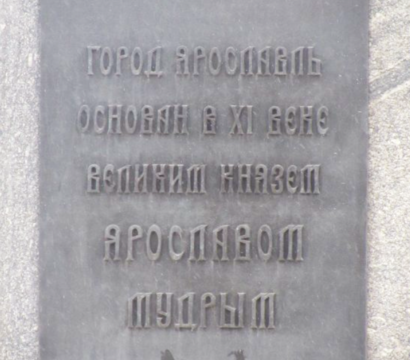 ГОРОД ЯРОСЛАВЛЬ
ОСНОВАН В XI ВЕКЕ
ВЕЛИКИМ КНЯЗЕМ
ЯРОСЛАВОМ
МУДРЫМ